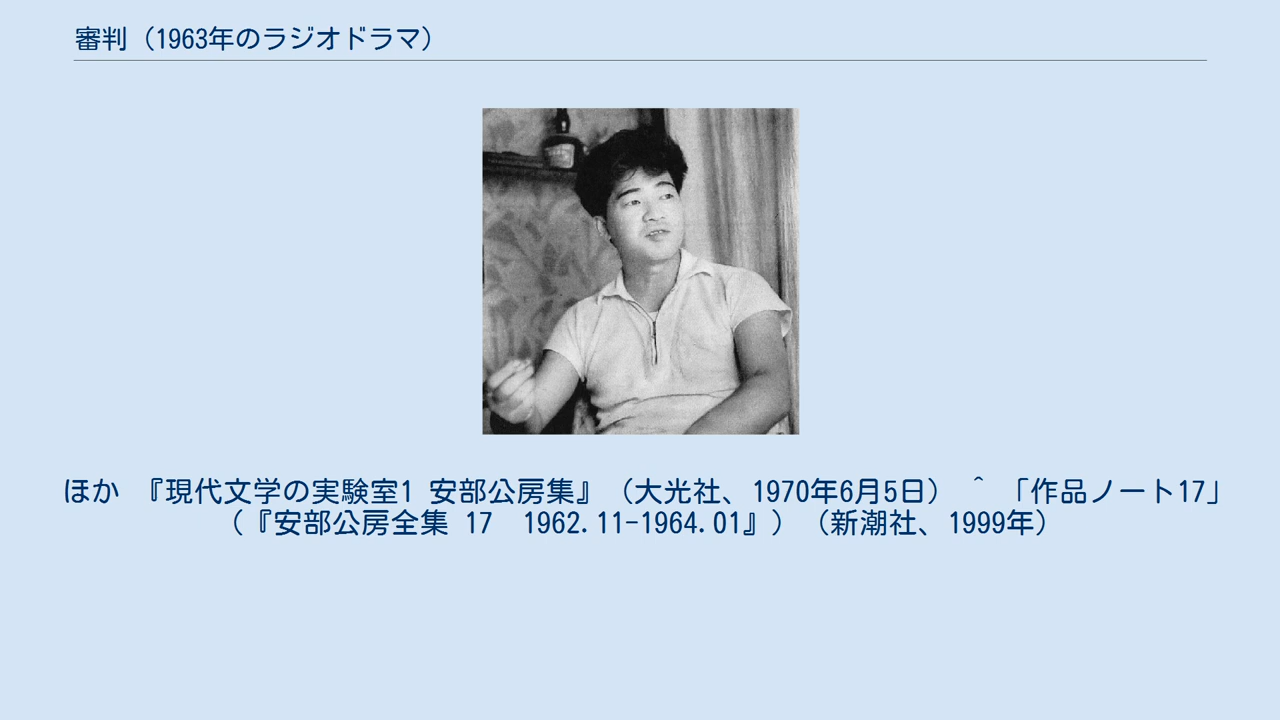 審判（1963年のラジオドラマ）
ほか 『現代文学の実験室1 安部公房集』（大光社、1970年6月5日） ^ 「作品ノート17」
（『安部公房全集 17　1962.11-1964.01』）（新潮社、1999年）